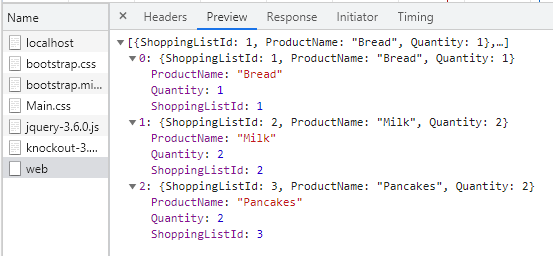 Name
localhost
bootstrap.css
bootstrap.mi...
Main.css
jquery-3.6.0.js
knockout-3....
web
× Headers Preview Response Initiator Timing
▼[{ShoppingListId: 1, ProductName: "Bread", Quantity: 1},…]
▼0: {ShoppingListId: 1, ProductName: "Bread", Quantity: 1}
ProductName: "Bread"
Quantity: 1
ShoppingListId: 1
▼1: {ShoppingListId: 2, ProductName: "Milk", Quantity: 2}
ProductName: "Milk"
Quantity: 2
ShoppingListId: 2
▼2: {ShoppingListId: 3, ProductName: "Pancakes", Quantity: 2}
ProductName: "Pancakes"
Quantity: 2
ShoppingListId: 3